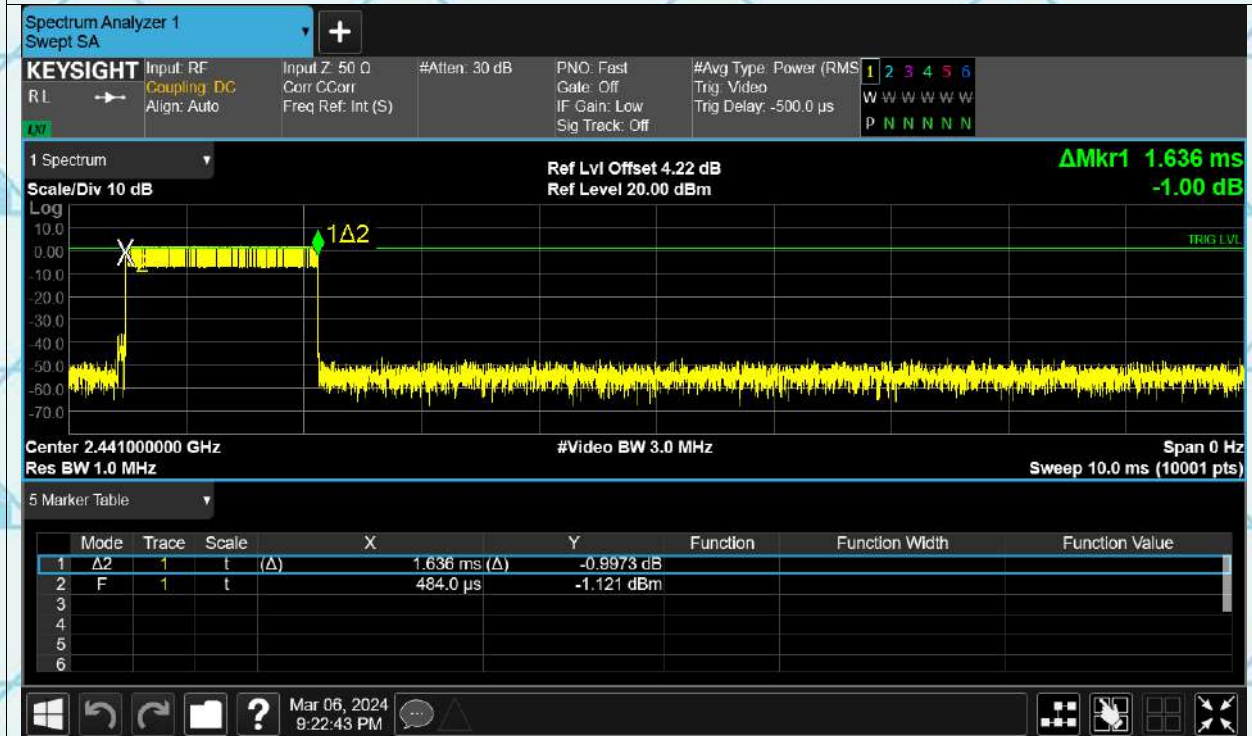 Spectrum Analyzer 1
Swept SA
+
KEYSIGHT Input: RF Input Z: 50 Ω #Atten: 30 dB PNO: Fast #Avg Type: Power (RMS 1 2 3 4 5 6
RL Coupling: DC Corr CCorr Gate: Off Trig: Video W W W W W W
Align: Auto Freq Ref: Int (S) IF Gain: Low Trig Delay: -500.0 µs
LXI Sig Track: Off P N N N N N
1 Spectrum Ref Lvl Offset 4.22 dB ΔMkr1 1.636 ms
Scale/Div 10 dB Ref Level 20.00 dBm -1.00 dB
Log
10.0 1Δ2
0.00 X 2 TRIG LVL
-10.0
-20.0
-30.0
-40.0
-50.0
-60.0
-70.0
Center 2.441000000 GHz #Video BW 3.0 MHz Span 0 Hz
Res BW 1.0 MHz Sweep 10.0 ms (10001 pts)
5 Marker Table
Mode Trace Scale X Y Function Function Width Function Value
1 Δ2 1 t (Δ) 1.636 ms (Δ) -0.9973 dB
2 F 1 t 484.0 µs -1.121 dBm
3
4
5
6
? Mar 06, 2024
9:22:43 PM